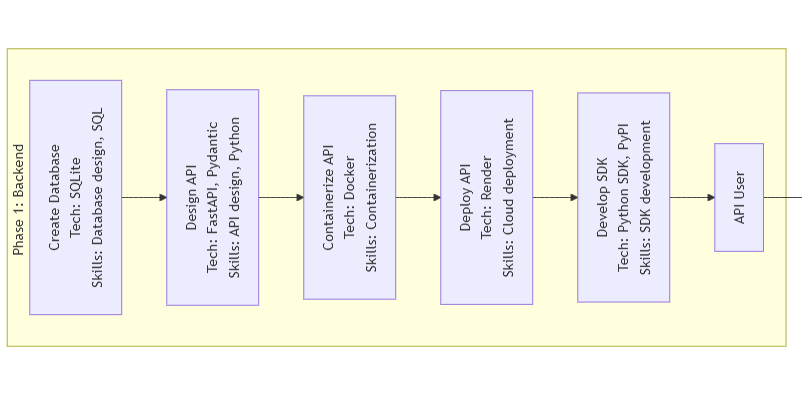 Phase 1: Backend
Create Database
Tech: SQLite
Skills: Database design, SQL
Design API
Tech: FastAPI, Pydantic
Skills: API design, Python
Containerize API
Tech: Docker
Skills: Containerization
Deploy API
Tech: Render
Skills: Cloud deployment
Develop SDK
Tech: Python SDK, PyPI
Skills: SDK development
API User